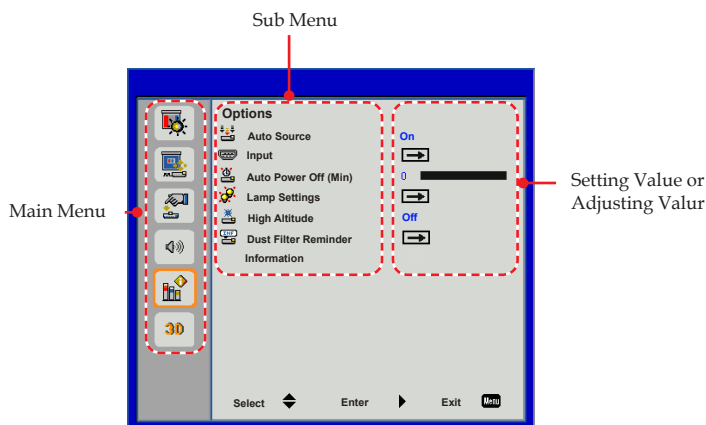 Sub Menu
Main Menu
Setting Value or
Adjusting Valur
Options
Auto Source On
Input
Auto Power Off (Min) 0
Lamp Settings
High Altitude Off
Dust Filter Reminder
Information
3D
Select Enter Exit Menu